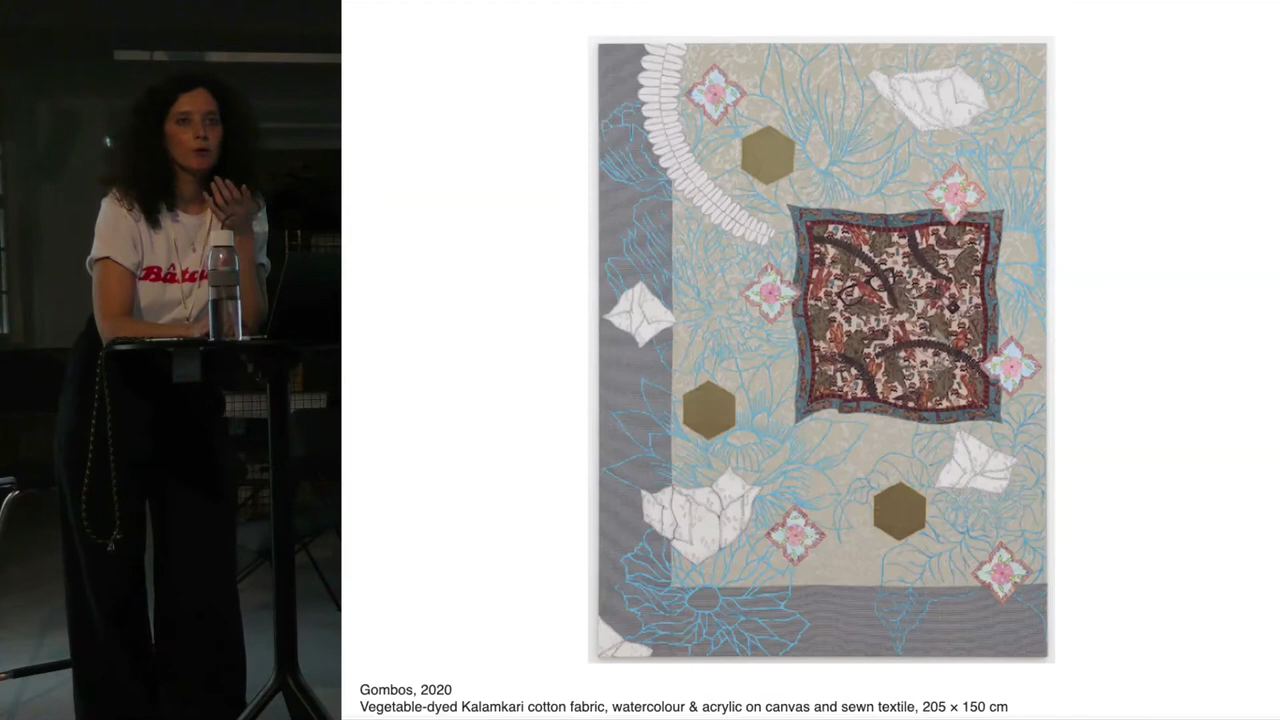 Gombos, 2020
Vegetable-dyed Kalamkari cotton fabric, watercolour & acrylic on canvas and sewn textile, 205 × 150 cm